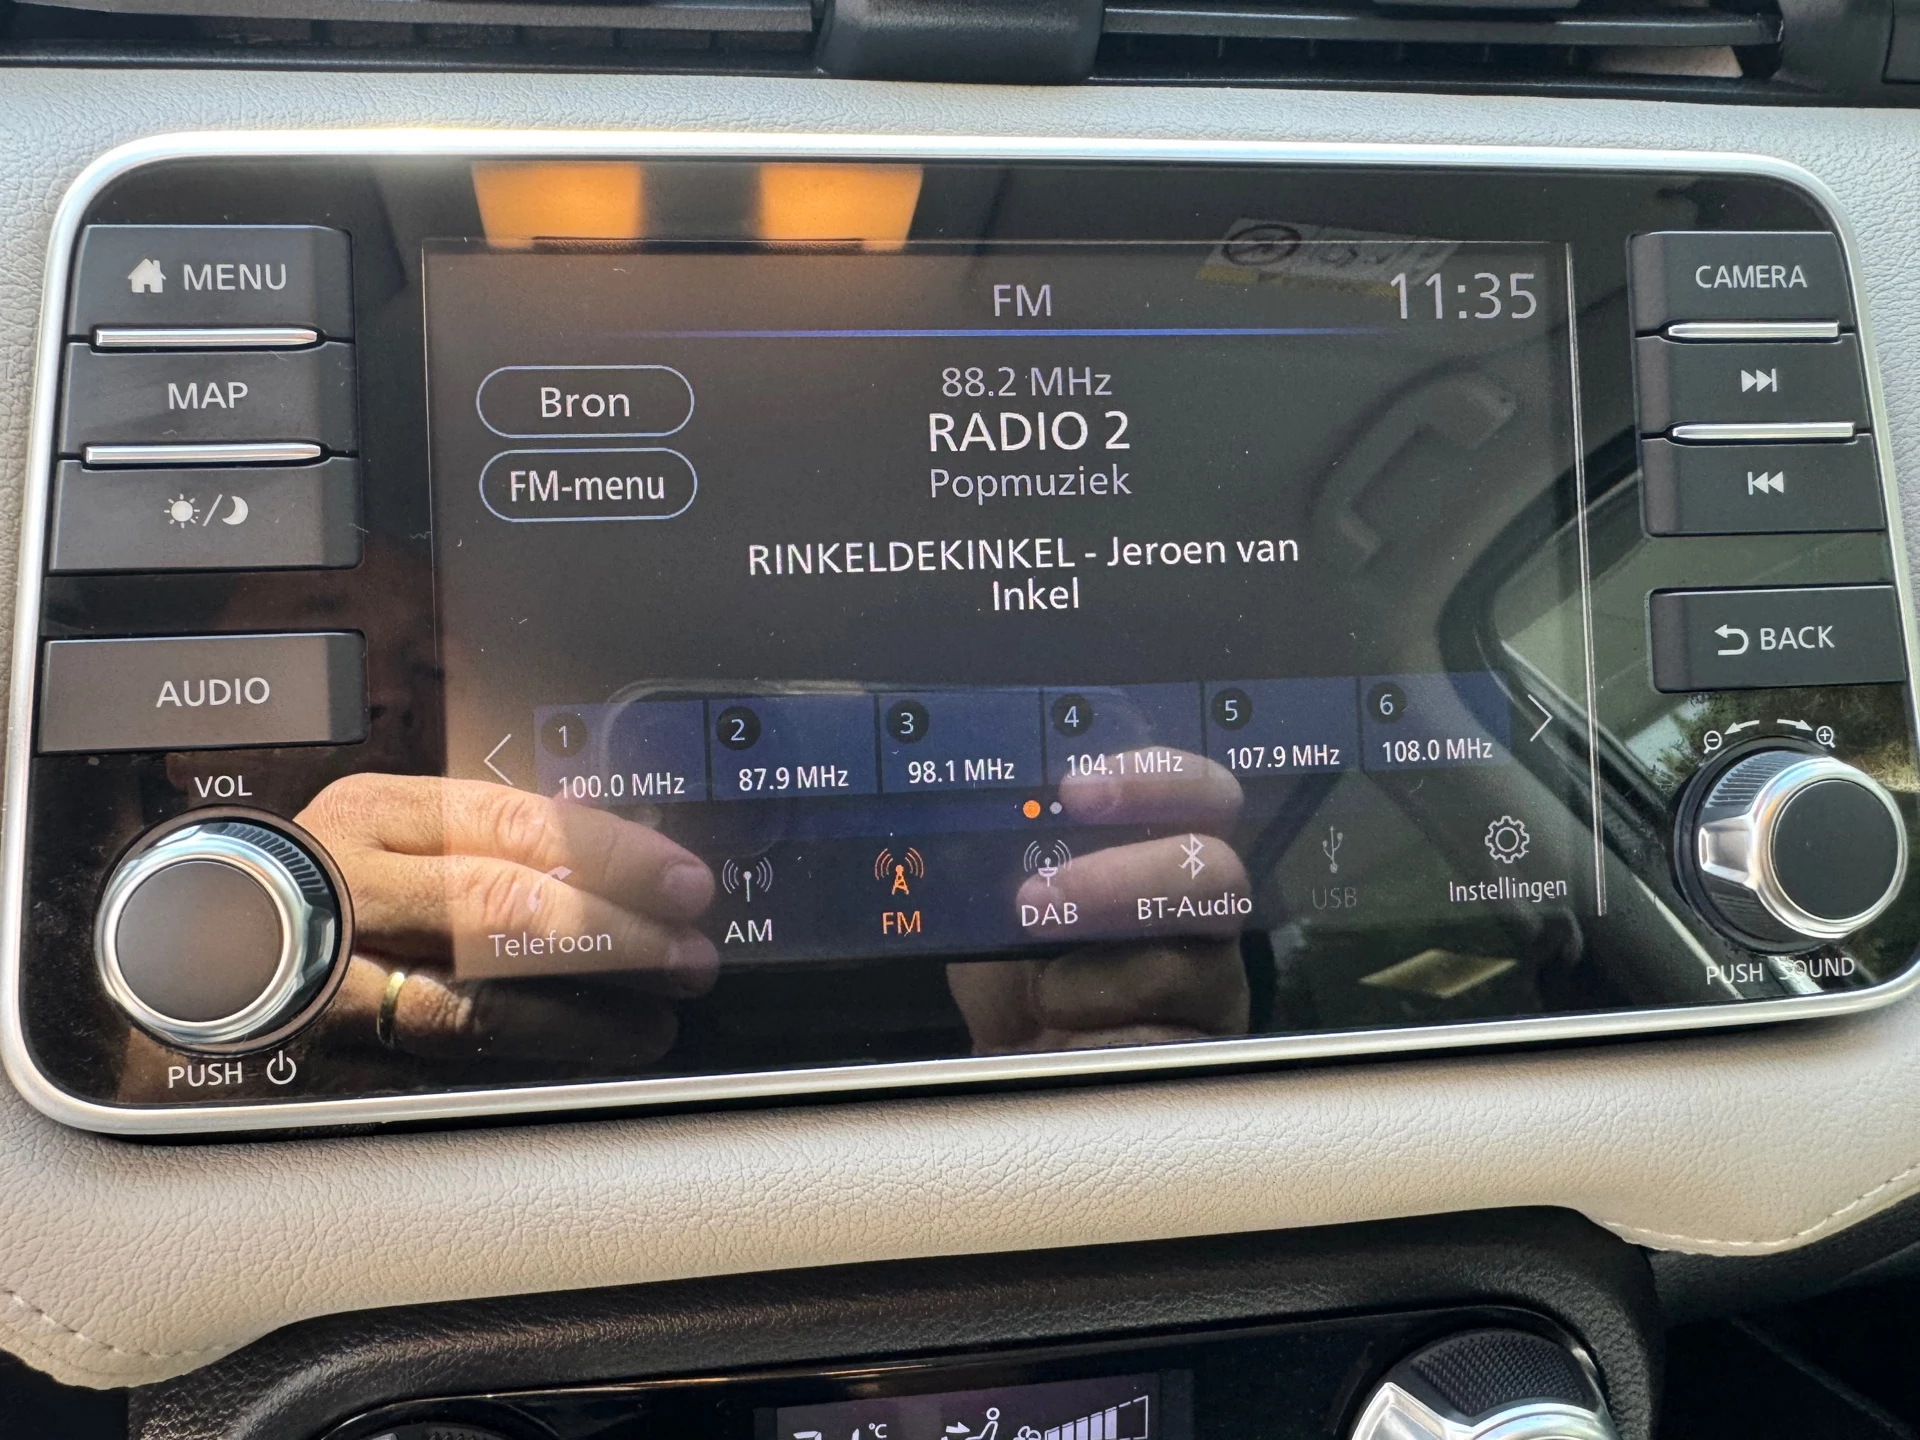 MENU
MAP
AUDIO
VOL
PUSH
FM
11:35
Bron
FM-menu
88.2 MHz
RADIO 2
Popmuziek
RINKELDEKINKEL - Jeroen van
Inkel
1
100.0 MHz
2
87.9 MHz
3
98.1 MHz
4
104.1 MHz
5
107.9 MHz
6
108.0 MHz
Telefoon
AM
FM
DAB
BT-Audio
USB
Instellingen
CAMERA
BACK
PUSH SOUND
°C